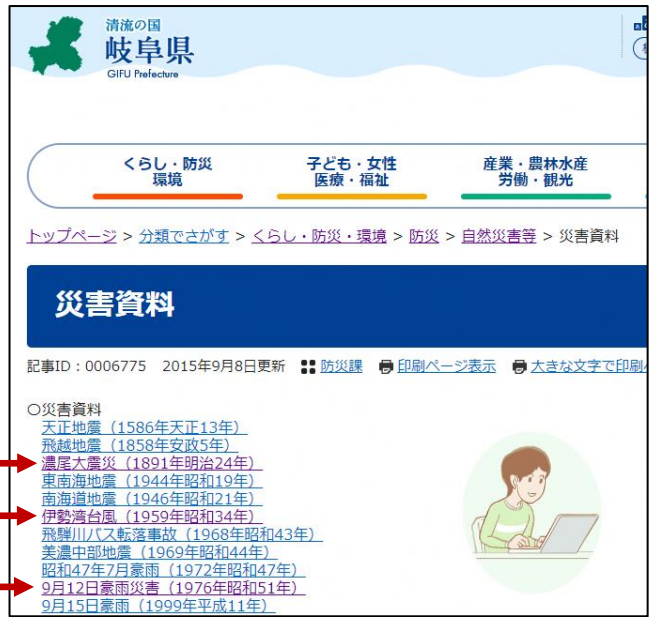 清流の国
岐阜県
GIFU Prefecture
くらし・防災
環境
子ども・女性
医療・福祉
産業・農林水産
労働・観光
トップページ > 分類でさがす > くらし・防災・環境 > 防災 > 自然災害等 > 災害資料
災害資料
記事ID:0006775 2015年9月8日更新 防災課 印刷ページ表示 大きな文字で印刷
○災害資料
天正地震(1586年天正13年)
飛越地震(1858年安政5年)
濃尾大震災(1891年明治24年)
東南海地震(1944年昭和19年)
南海道地震(1946年昭和21年)
伊勢湾台風(1959年昭和34年)
飛騨川バス転落事故(1968年昭和43年)
美濃中部地震(1969年昭和44年)
昭和47年7月豪雨(1972年昭和47年)
9月12日豪雨災害(1976年昭和51年)
9月15日豪雨(1999年平成11年)